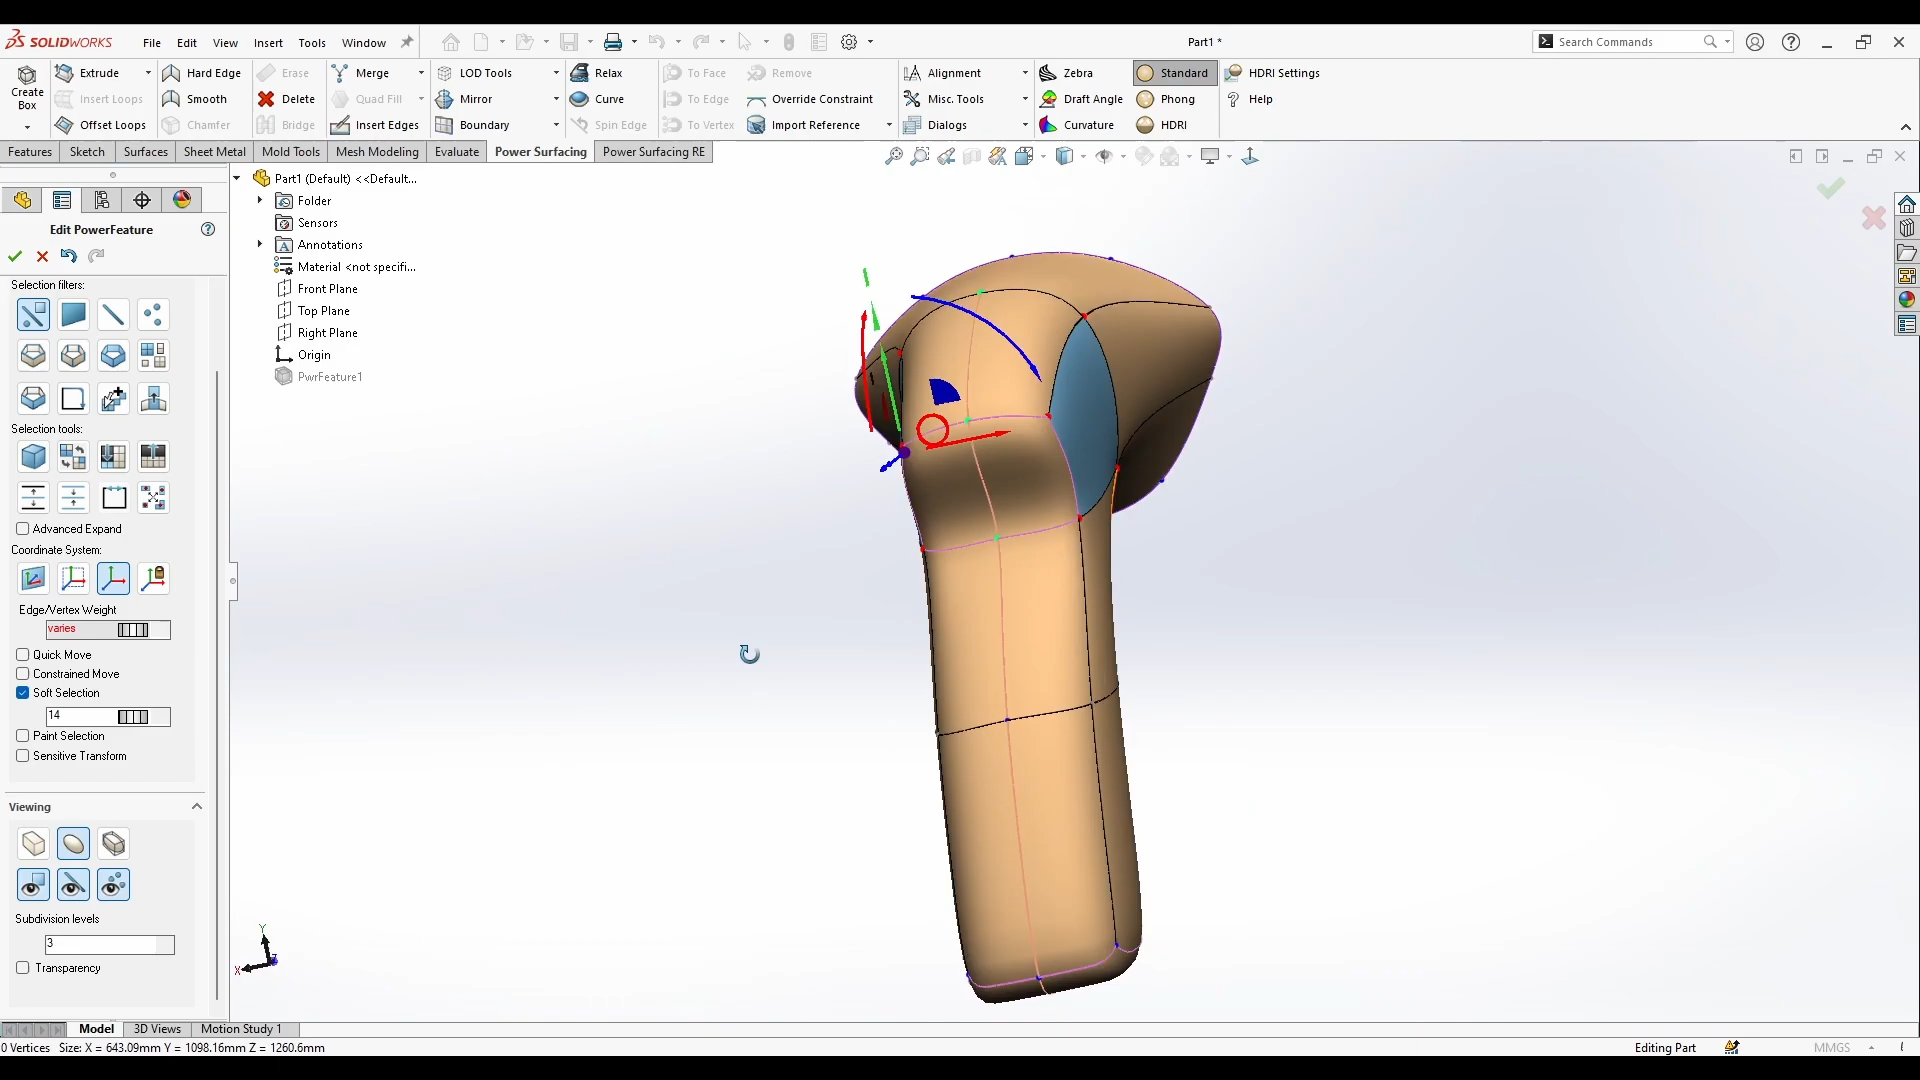 SOLIDWORKS File Edit View Insert Tools Window Part1 * Search Commands
Create Box
Extrude Hard Edge Erase Merge LOD Tools Relax To Face Remove Alignment Zebra Standard HDRI Settings
Insert Loops Smooth Delete Quad Fill Mirror Curve To Edge Override Constraint Misc. Tools Draft Angle Phong Help
Offset Loops Chamfer Bridge Insert Edges Boundary Spin Edge To Vertex Import Reference Dialogs Curvature HDRI
Features Sketch Surfaces Sheet Metal Mold Tools Mesh Modeling Evaluate Power Surfacing Power Surfacing RE
Part1 (Default) <<Default...
Folder
Sensors
Annotations
Material <not specifi...
Front Plane
Top Plane
Right Plane
Origin
PwrFeature1
Edit PowerFeature
Selection filters:
Selection tools:
Advanced Expand
Coordinate System:
Edge/Vertex Weight
varies
Quick Move
Constrained Move
Soft Selection
14
Paint Selection
Sensitive Transform
Viewing
Subdivision levels
3
Transparency
Y
X
Z
Model 3D Views Motion Study 1
0 Vertices Size: X = 643.09mm Y = 1098.16mm Z = 1260.6mm Editing Part MMGS